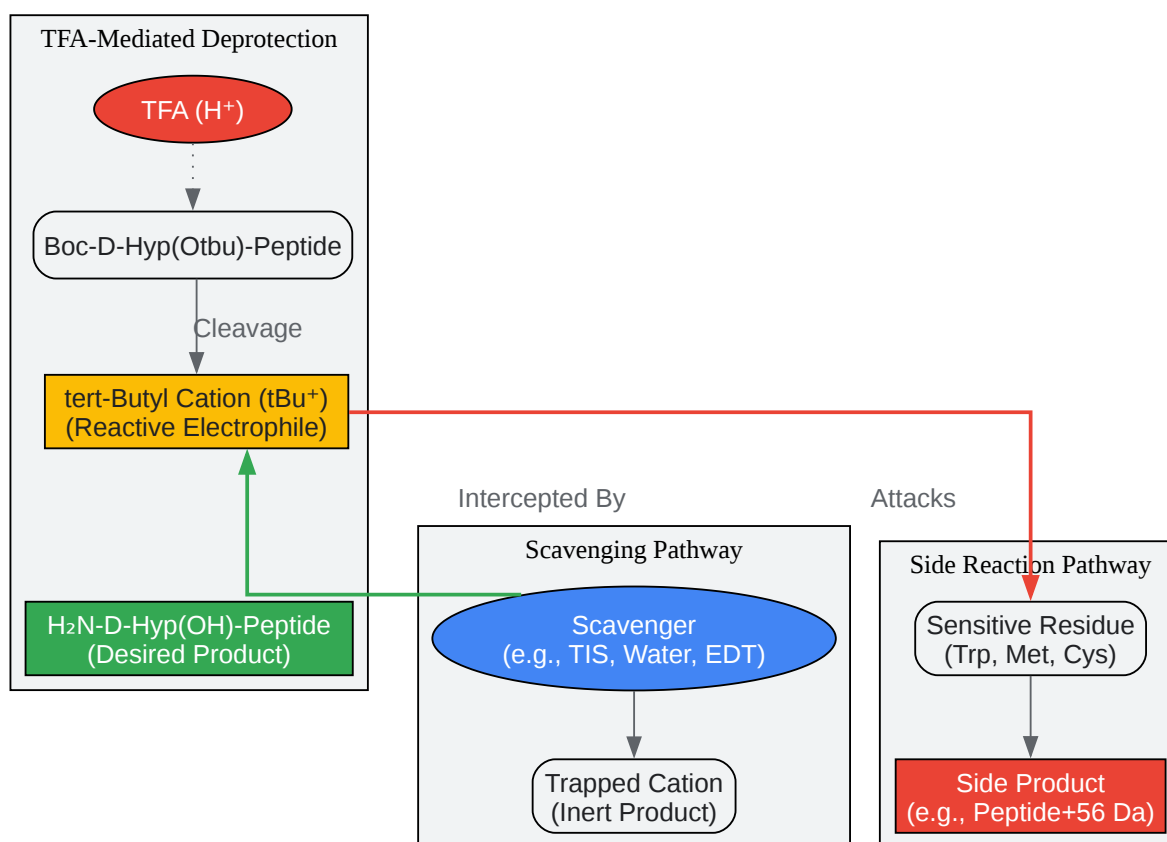 TFA-Mediated Deprotection
TFA (H⁺)
Boc-D-Hyp(Otbu)-Peptide
Cleavage
tert-Butyl Cation (tBu⁺)
(Reactive Electrophile)
H₂N-D-Hyp(OH)-Peptide
(Desired Product)
Intercepted By
Attacks
Scavenging Pathway
Scavenger
(e.g., TIS, Water, EDT)
Trapped Cation
(Inert Product)
Side Reaction Pathway
Sensitive Residue
(Trp, Met, Cys)
Side Product
(e.g., Peptide+56 Da)